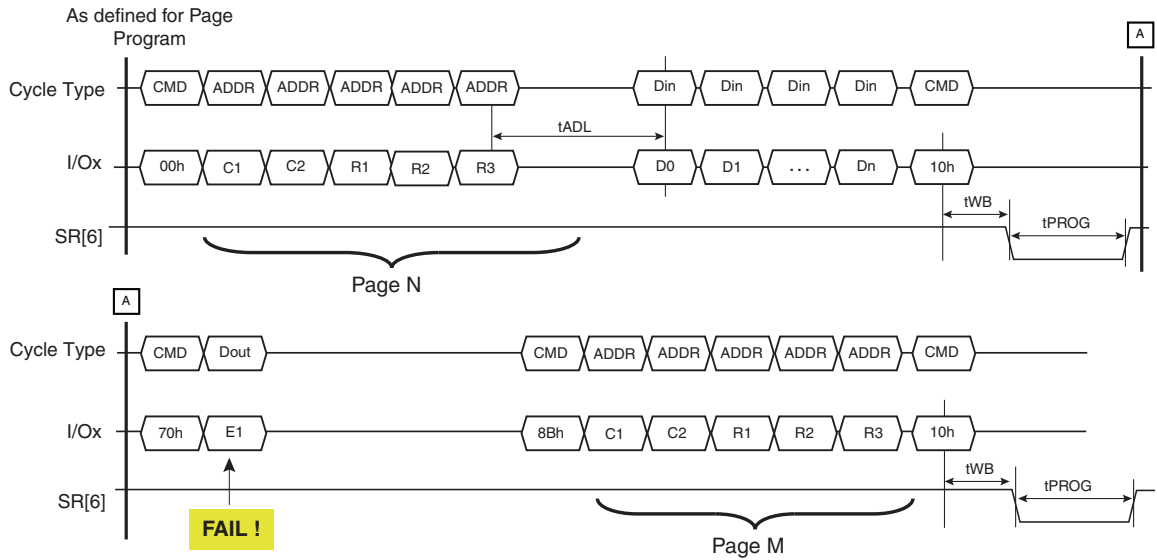 As defined for Page
Program
A
Cycle Type CMD ADDR ADDR ADDR ADDR ADDR Din Din Din Din CMD
tADL
I/Ox 00h C1 C2 R1 R2 R3 D0 D1 ... Dn 10h
tWB
tPROG
SR[6]
Page N
A
Cycle Type CMD Dout CMD ADDR ADDR ADDR ADDR ADDR CMD
I/Ox 70h E1 8Bh C1 C2 R1 R2 R3 10h
tWB
tPROG
SR[6]
FAIL !
Page M